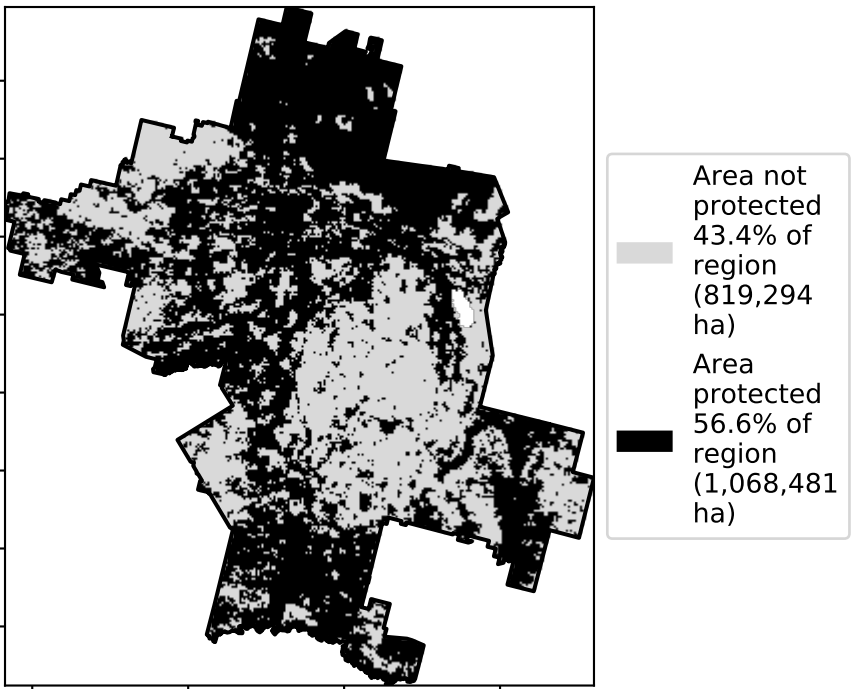 Area not
protected
43.4% of
region
(819,294
ha)
Area
protected
56.6% of
region
(1,068,481
ha)